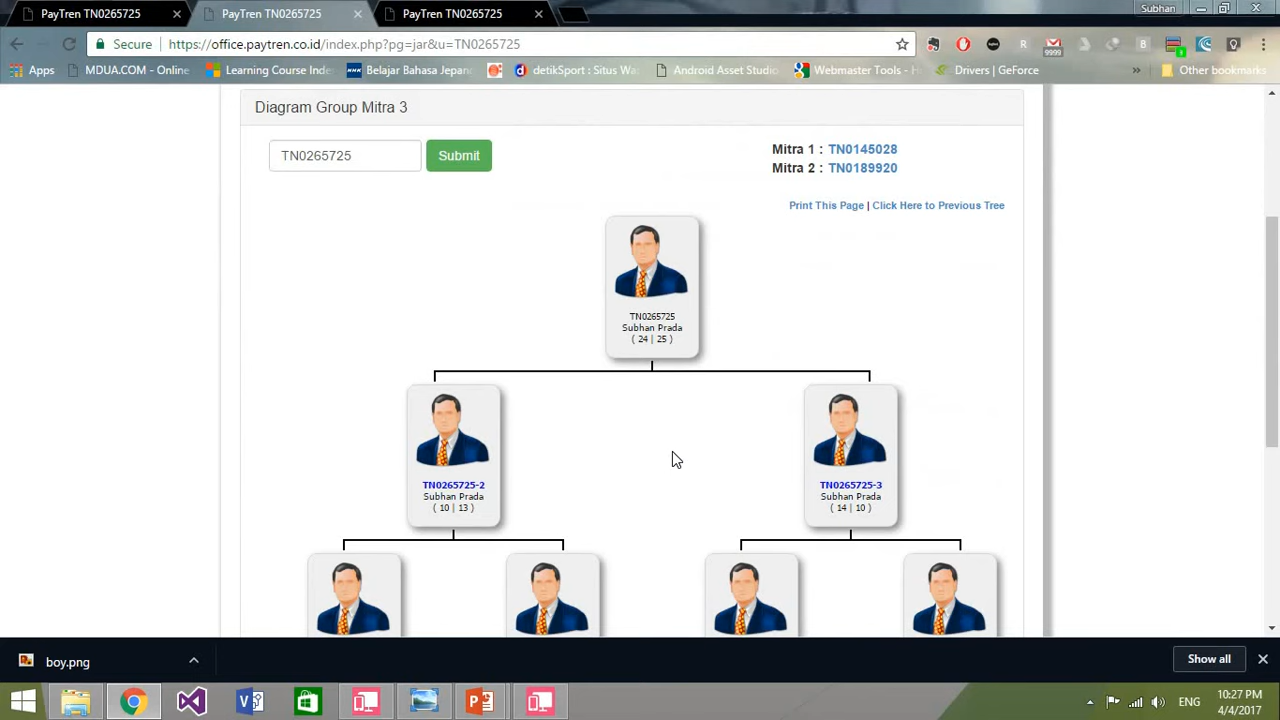 PayTren TN0265725
PayTren TN0265725
PayTren TN0265725
Subhan
Secure
https://office.paytren.co.id/index.php?pg=jar&u=TN0265725
9999
Apps
MDUA.COM - Online
Learning Course Inde
Belajar Bahasa Jepan
detikSport : Situs Wa
Android Asset Studio
Webmaster Tools - H
Drivers | GeForce
»
Other bookmarks
Diagram Group Mitra 3
TN0265725
Submit
Mitra 1 : TN0145028
Mitra 2 : TN0189920
Print This Page | Click Here to Previous Tree
TN0265725
Subhan Prada
( 24 | 25 )
TN0265725-2
Subhan Prada
( 10 | 13 )
TN0265725-3
Subhan Prada
( 14 | 10 )
boy.png
Show all
ENG
10:27 PM
4/4/2017